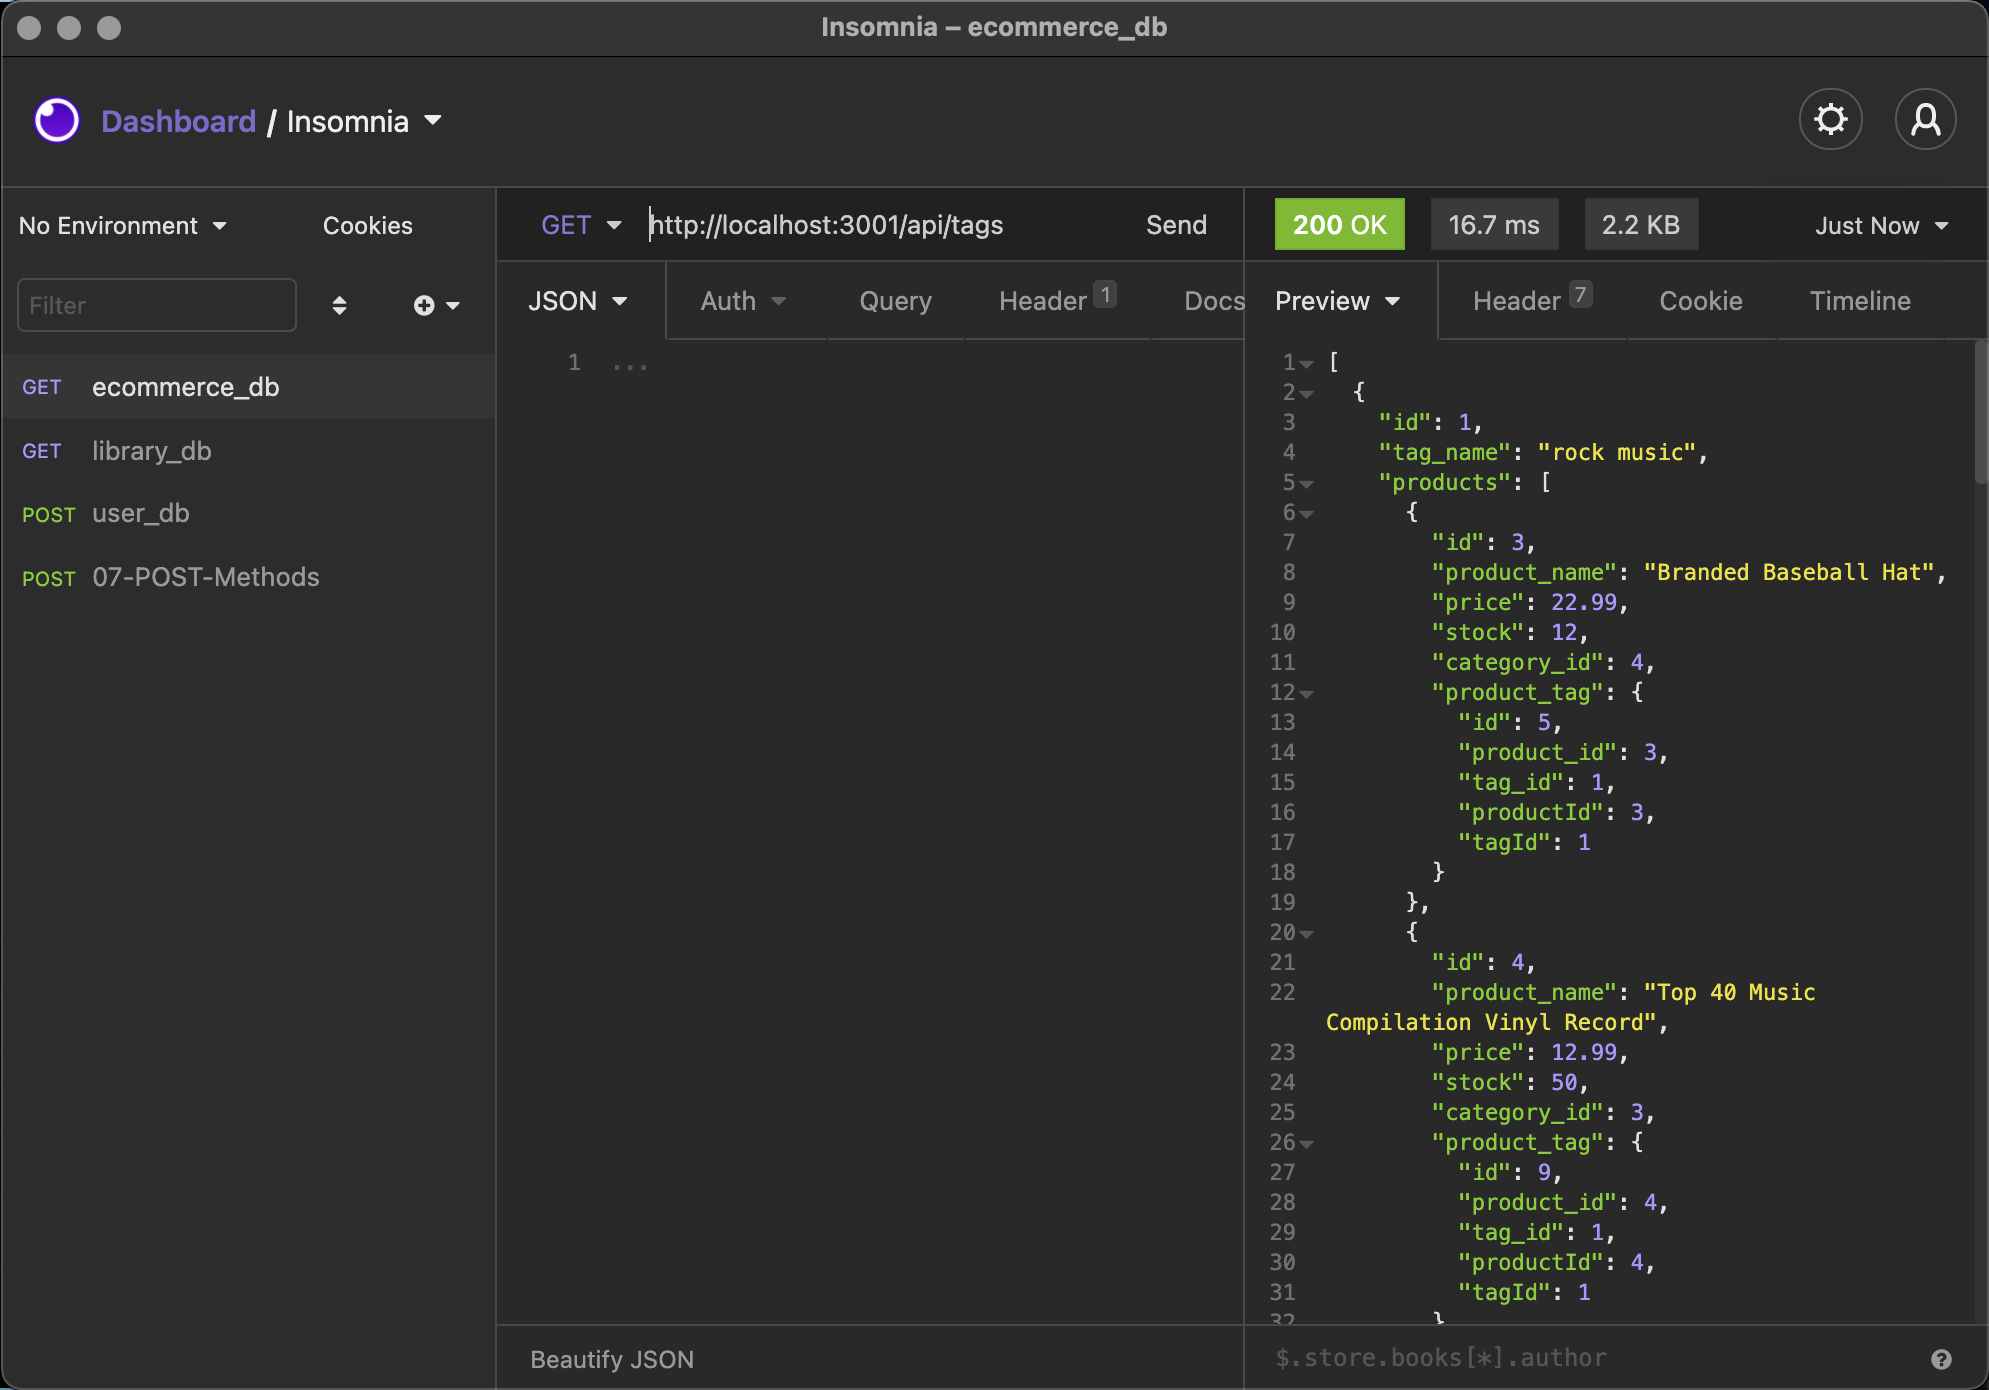 Insomnia – ecommerce_db
Dashboard / Insomnia
No Environment Cookies
Filter
GET ecommerce_db
GET library_db
POST user_db
POST 07-POST-Methods
GET http://localhost:3001/api/tags Send
JSON Auth Query Header 1 Docs
1 ...
Beautify JSON
200 OK 16.7 ms 2.2 KB Just Now
Preview Header 7 Cookie Timeline
1 [
2 {
3 "id": 1,
4 "tag_name": "rock music",
5 "products": [
6 {
7 "id": 3,
8 "product_name": "Branded Baseball Hat",
9 "price": 22.99,
10 "stock": 12,
11 "category_id": 4,
12 "product_tag": {
13 "id": 5,
14 "product_id": 3,
15 "tag_id": 1,
16 "productId": 3,
17 "tagId": 1
18 }
19 },
20 {
21 "id": 4,
22 "product_name": "Top 40 Music
Compilation Vinyl Record",
23 "price": 12.99,
24 "stock": 50,
25 "category_id": 3,
26 "product_tag": {
27 "id": 9,
28 "product_id": 4,
29 "tag_id": 1,
30 "productId": 4,
31 "tagId": 1
32 }
$.store.books[*].author ?